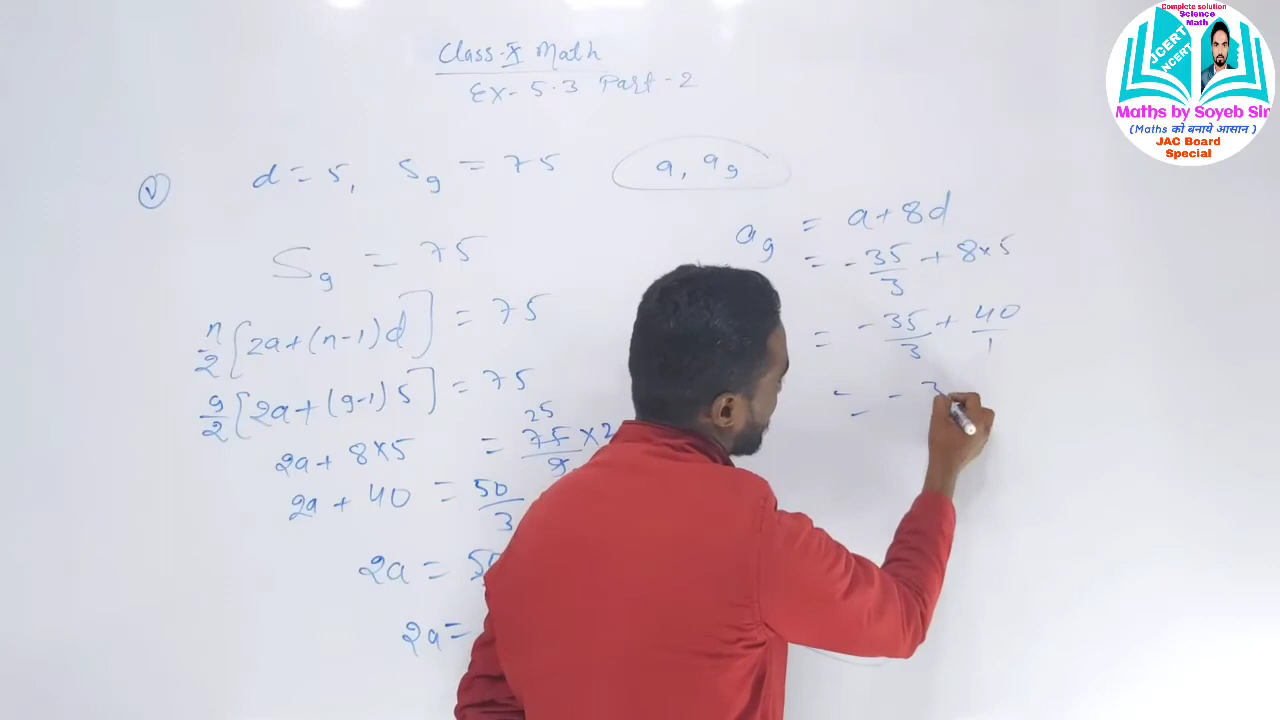 Class-X Math
Ex- 5.3 Part-2
Complete solution
Science
Math
JCERT
NCERT
Maths by Soyeb Sir
(Maths को बनाये आसान)
JAC Board
Special
(v) d = 5, S9 = 75 a, a9
S9 = 75
n/2 [2a+(n-1)d] = 75
9/2 [2a+(9-1)5] = 75
25
2a + 8×5 = 75×2/9
2a + 40 = 50/3
2a = 50
2a =
a9 = a+8d
= -35/3 + 8×5
= -35/3 + 40/1
= - 3